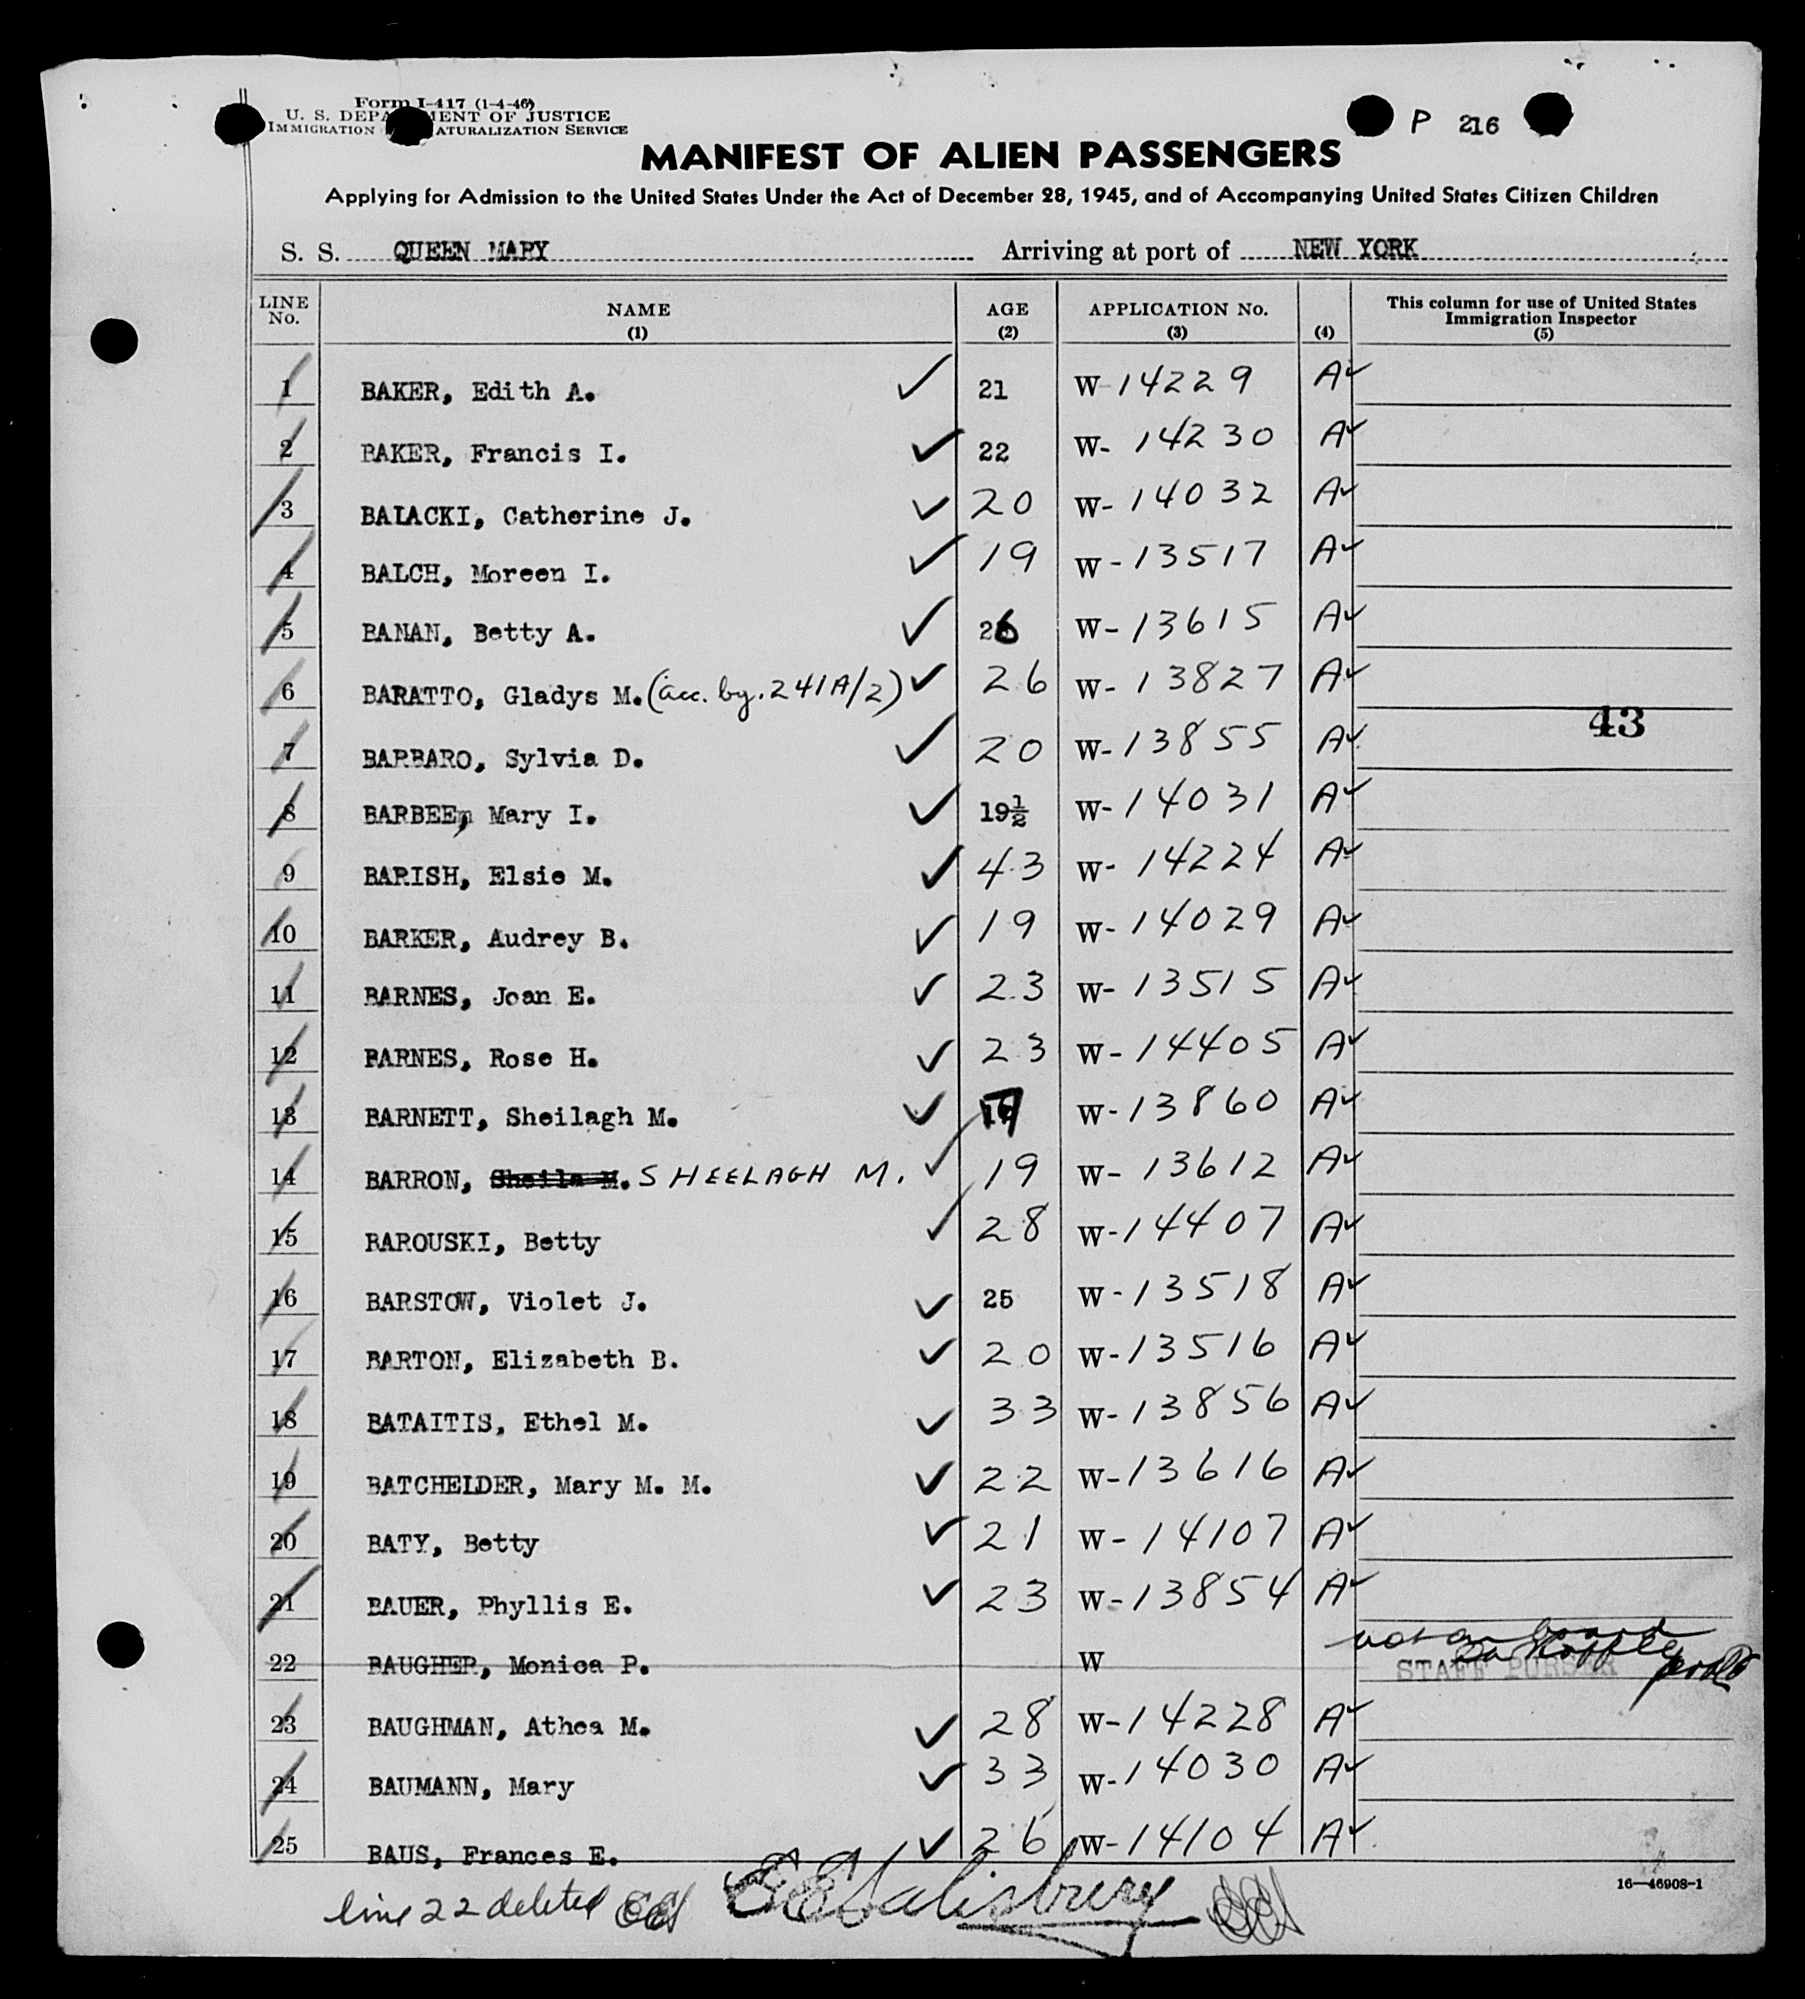 Form I-417 (1-4-46)
U. S. DEPARTMENT OF JUSTICE
IMMIGRATION NATURALIZATION SERVICE
P 216
MANIFEST OF ALIEN PASSENGERS
Applying for Admission to the United States Under the Act of December 28, 1945, and of Accompanying United States Citizen Children
S. S. QUEEN MARY Arriving at port of NEW YORK
LINE No. NAME (1) AGE (2) APPLICATION No. (3) (4) This column for use of United States Immigration Inspector (5)
1 BAKER, Edith A. ✓ 21 W-14229 A✓
2 BAKER, Francis I. ✓ 22 W-14230 A✓
3 BALACKI, Catherine J. ✓ 20 W-14032 A✓
4 BALCH, Moreen I. ✓ 19 W-13517 A✓
5 BANAN, Betty A. ✓ 26 W-13615 A✓
6 BARATTO, Gladys M. (acc. by. 241A/2) ✓ 26 W-13827 A✓
43
7 BARBARO, Sylvia D. ✓ 20 W-13855 A✓
8 BARBEE, Mary I. ✓ 19½ W-14031 A✓
9 BARISH, Elsie M. ✓ 43 W-14224 A✓
10 BARKER, Audrey B. ✓ 19 W-14029 A✓
11 BARNES, Joan E. ✓ 23 W-13515 A✓
12 BARNES, Rose H. ✓ 23 W-14405 A✓
13 BARNETT, Sheilagh M. ✓ 17 W-13860 A✓
14 BARRON, Sheila M. SHEELAGH M. ✓ 19 W-13612 A✓
15 BAROUSKI, Betty ✓ 28 W-14407 A✓
16 BARSTOW, Violet J. ✓ 25 W-13518 A✓
17 BARTON, Elizabeth B. ✓ 20 W-13516 A✓
18 BATAITIS, Ethel M. ✓ 33 W-13856 A✓
19 BATCHELDER, Mary M. M. ✓ 22 W-13616 A✓
20 BATY, Betty ✓ 21 W-14107 A✓
21 BAUER, Phyllis E. ✓ 23 W-13854 A✓
not on board
22 BAUGHER, Monica P. W STAFF PURSER
23 BAUGHMAN, Athea M. ✓ 28 W-14228 A✓
24 BAUMANN, Mary ✓ 33 W-14030 A✓
25 BAUS, Frances E. ✓ 26 W-14104 A✓
16—46908-1
line 22 deleted EES E E Salisbury EES